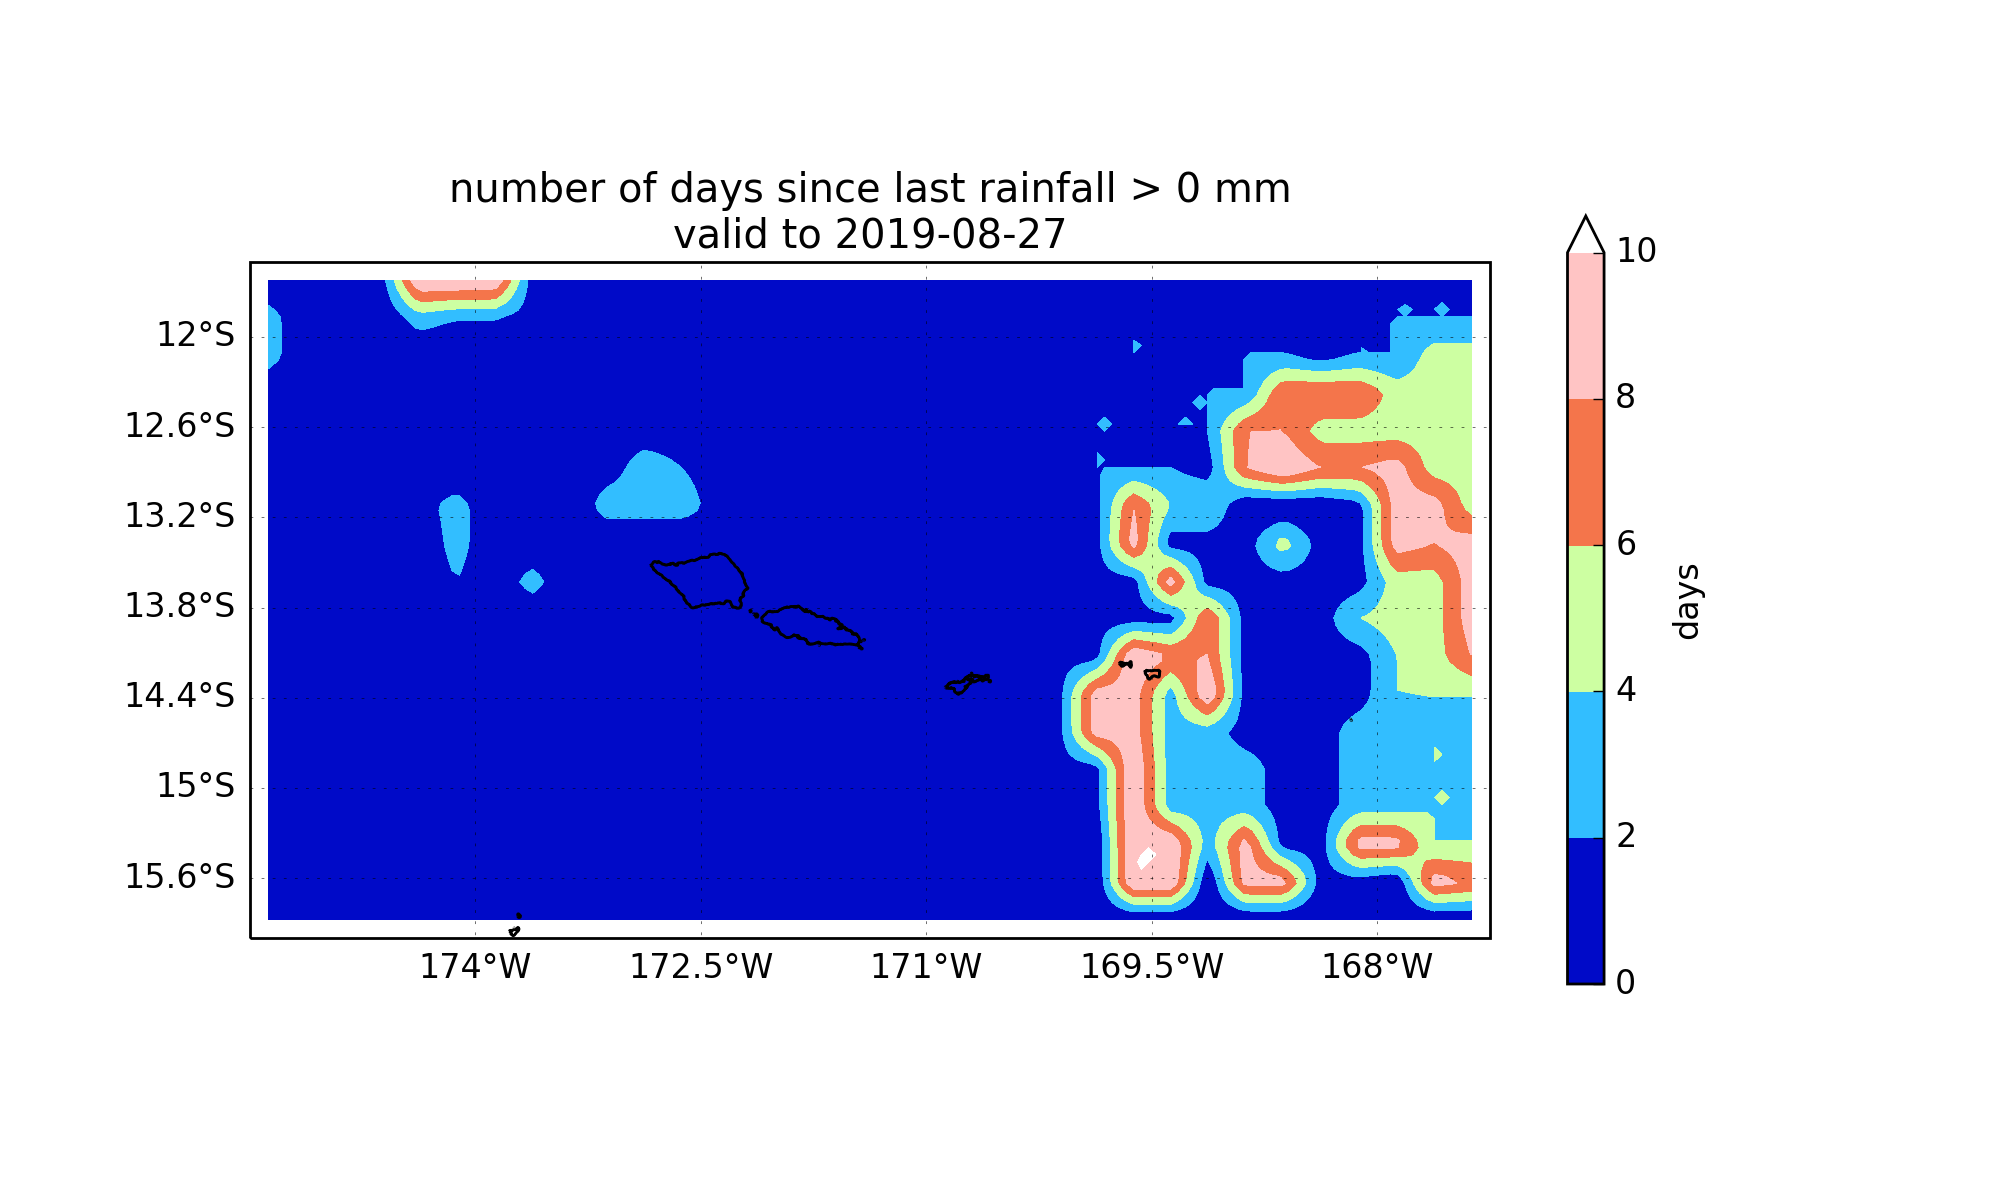 number of days since last rainfall > 0 mm
valid to 2019-08-27
12°S
12.6°S
13.2°S
13.8°S
14.4°S
15°S
15.6°S
174°W
172.5°W
171°W
169.5°W
168°W
10
8
6
4
2
0
days